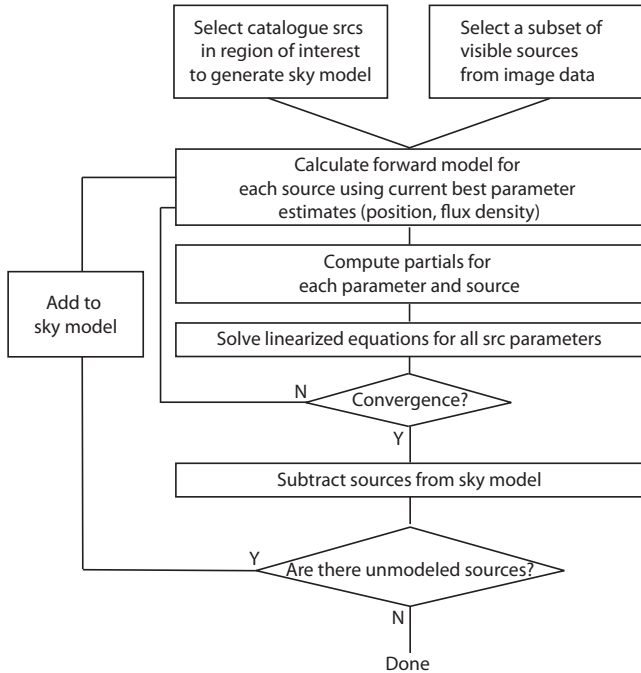 Select catalogue srcs
in region of interest
to generate sky model
Select a subset of
visible sources
from image data
Calculate forward model for
each source using current best parameter
estimates (position, flux density)
Compute partials for
each parameter and source
Add to
sky model
Solve linearized equations for all src parameters
N
Convergence?
Y
Subtract sources from sky model
Y
Are there unmodeled sources?
N
Done